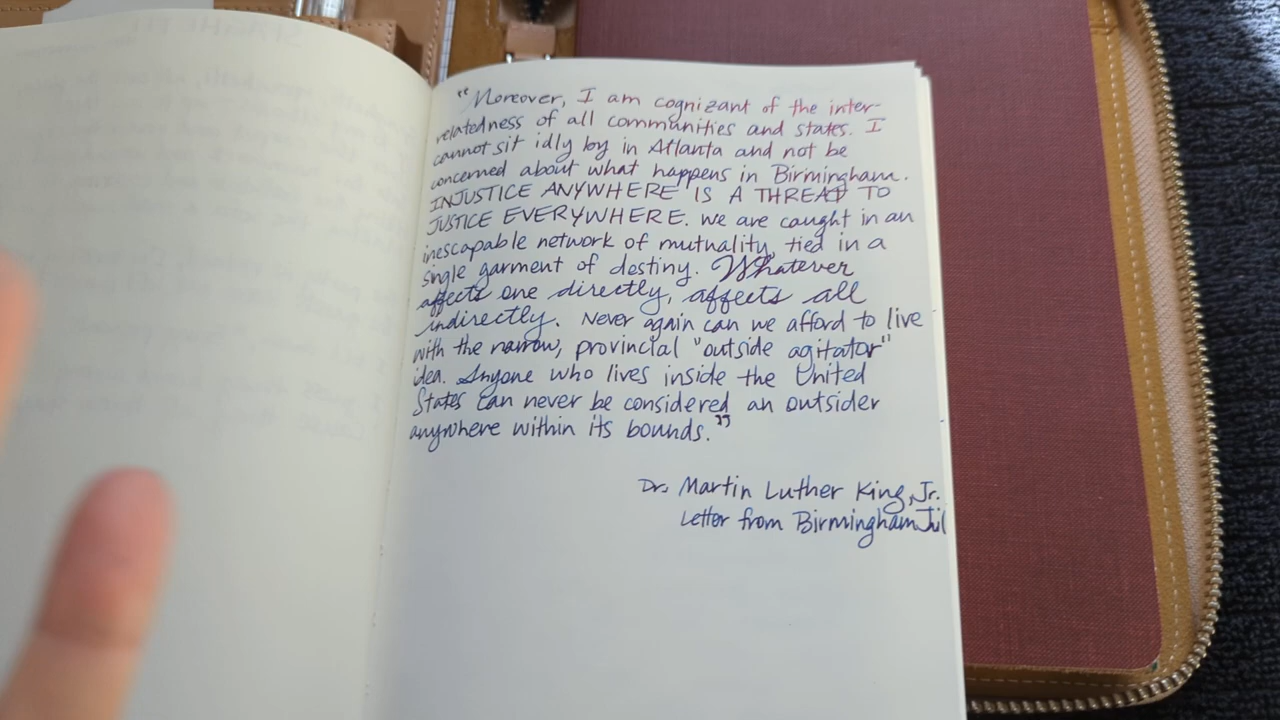 "Moreover, I am cognizant of the inter-
relatedness of all communities and states. I
cannot sit idly by in Atlanta and not be
concerned about what happens in Birmingham.
INJUSTICE ANYWHERE IS A THREAT TO
JUSTICE EVERYWHERE. We are caught in an
inescapable network of mutuality, tied in a
single garment of destiny. Whatever
affects one directly, affects all
indirectly. Never again can we afford to live
with the narrow, provincial "outside agitator"
idea. Anyone who lives inside the United
States can never be considered an outsider
anywhere within its bounds."
Dr. Martin Luther King, Jr.
Letter from Birmingham Jail